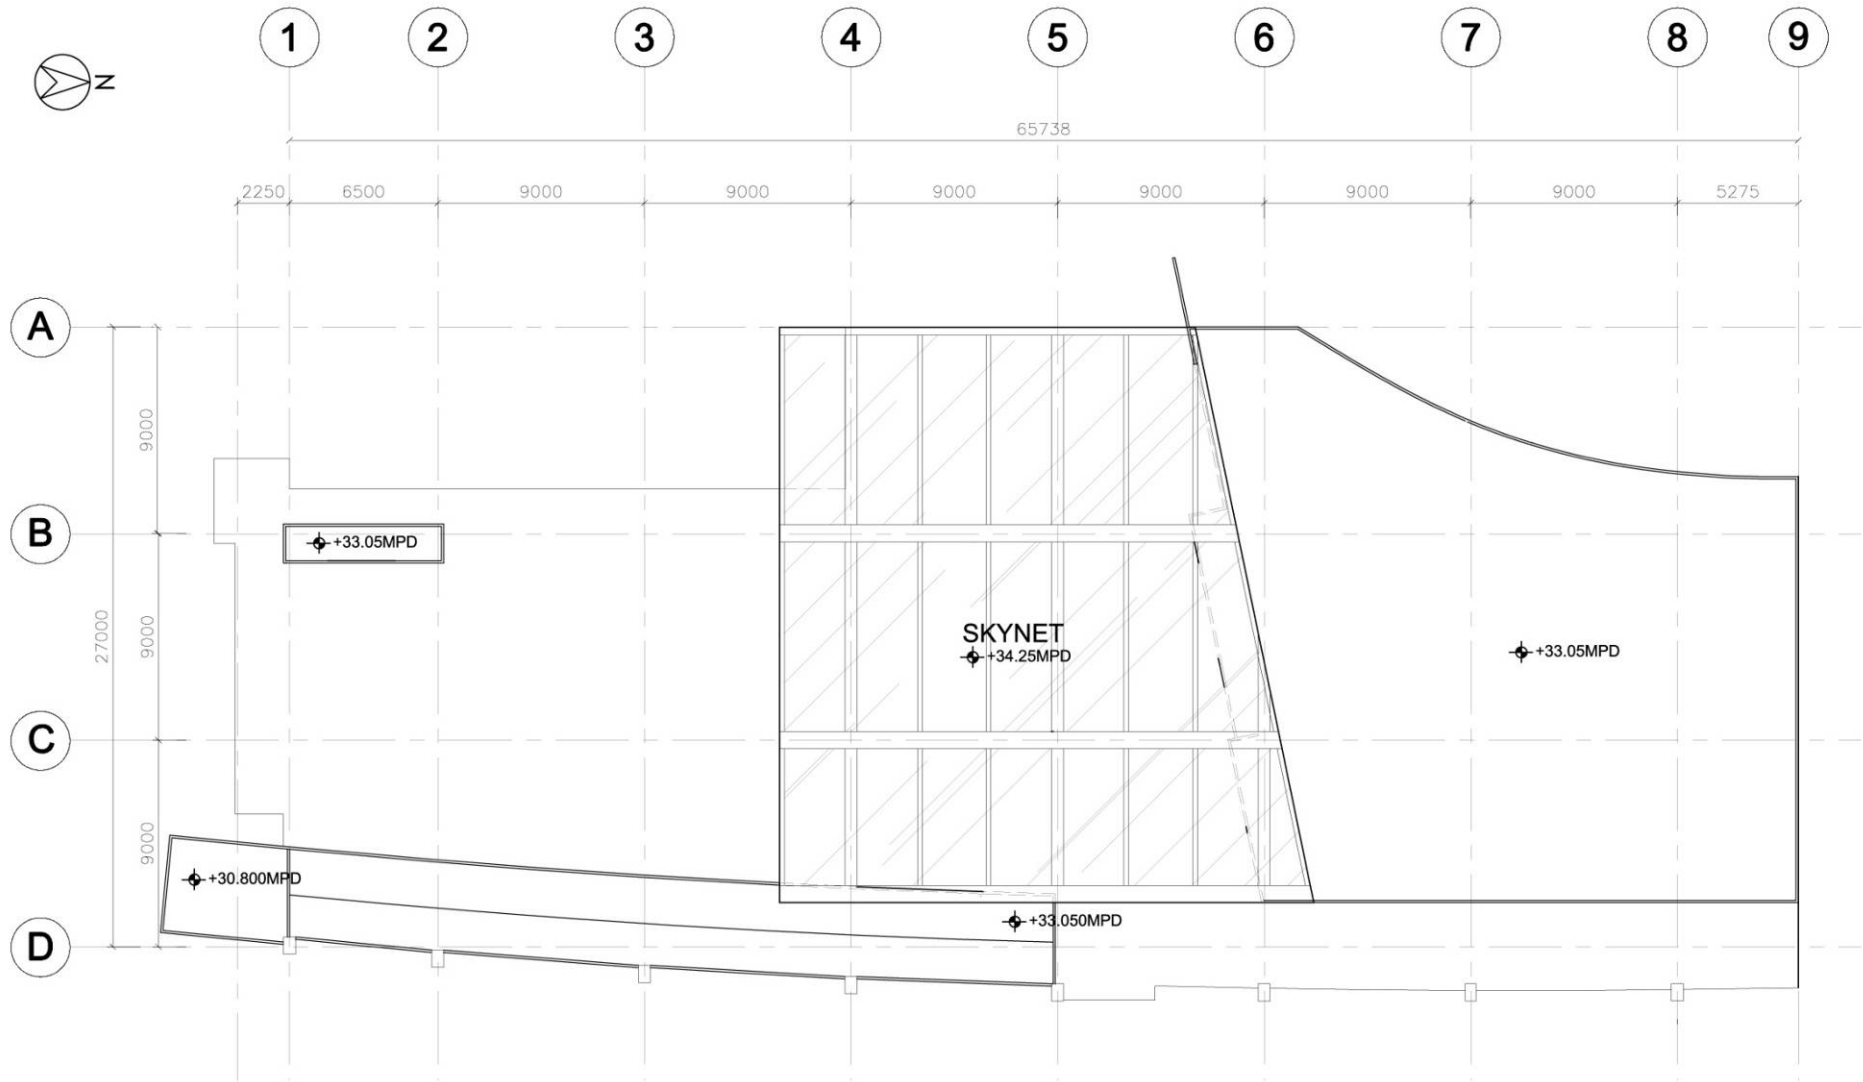 1 2 3 4 5 6 7 8 9
N
65738
2250 6500 9000 9000 9000 9000 9000 9000 5275
A
9000
B
+33.05MPD
27000
9000
SKYNET
+34.25MPD
+33.05MPD
C
9000
+30.800MPD
+33.050MPD
D